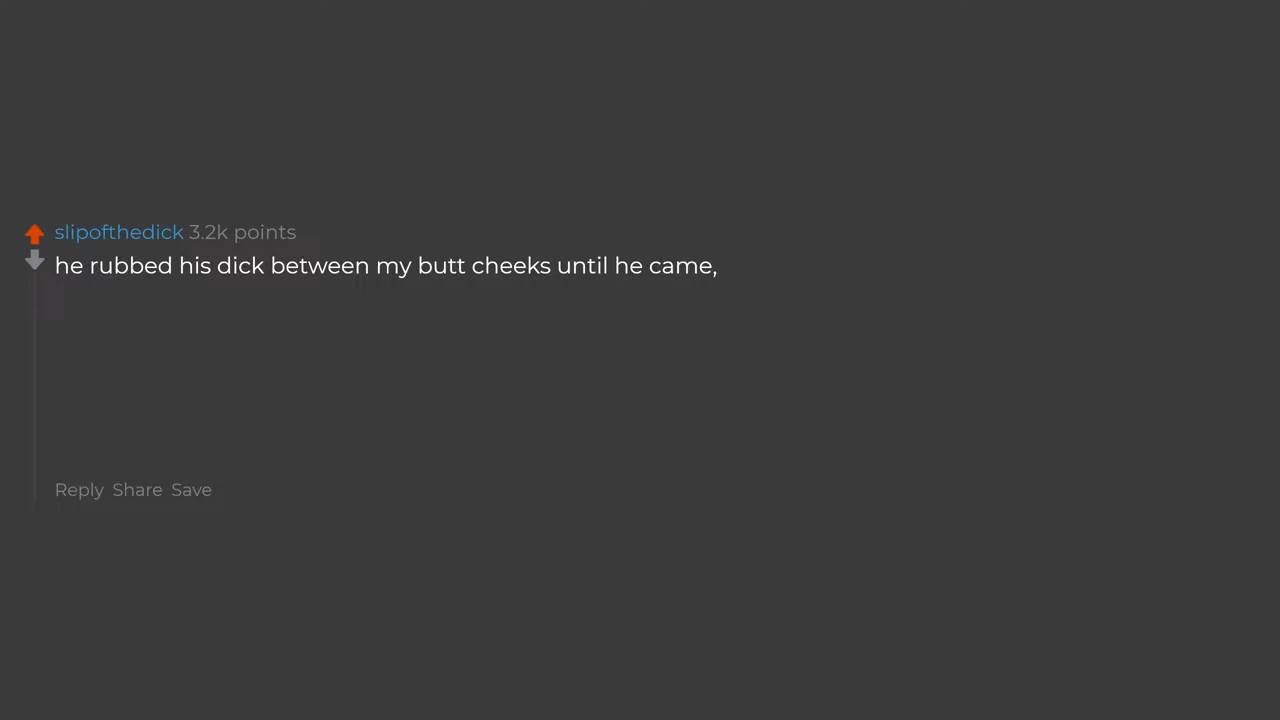 slipofthedick 3.2k points
he rubbed his dick between my butt cheeks until he came,
Reply Share Save